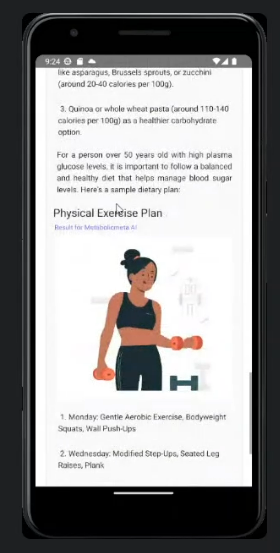 9:24
like asparagus, Brussels sprouts, or zucchini
(around 20-40 calories per 100g).
3. Quinoa or whole wheat pasta (around 110-140
calories per 100g) as a healthier carbohydrate
option.
For a person over 50 years old with high plasma
glucose levels, it is important to follow a balanced
and healthy diet that helps manage blood sugar
levels. Here's a sample dietary plan:
Physical Exercise Plan
Result for Metabolicmeta AI
1. Monday: Gentle Aerobic Exercise, Bodyweight
Squats, Wall Push-Ups
2. Wednesday: Modified Step-Ups, Seated Leg
Raises, Plank